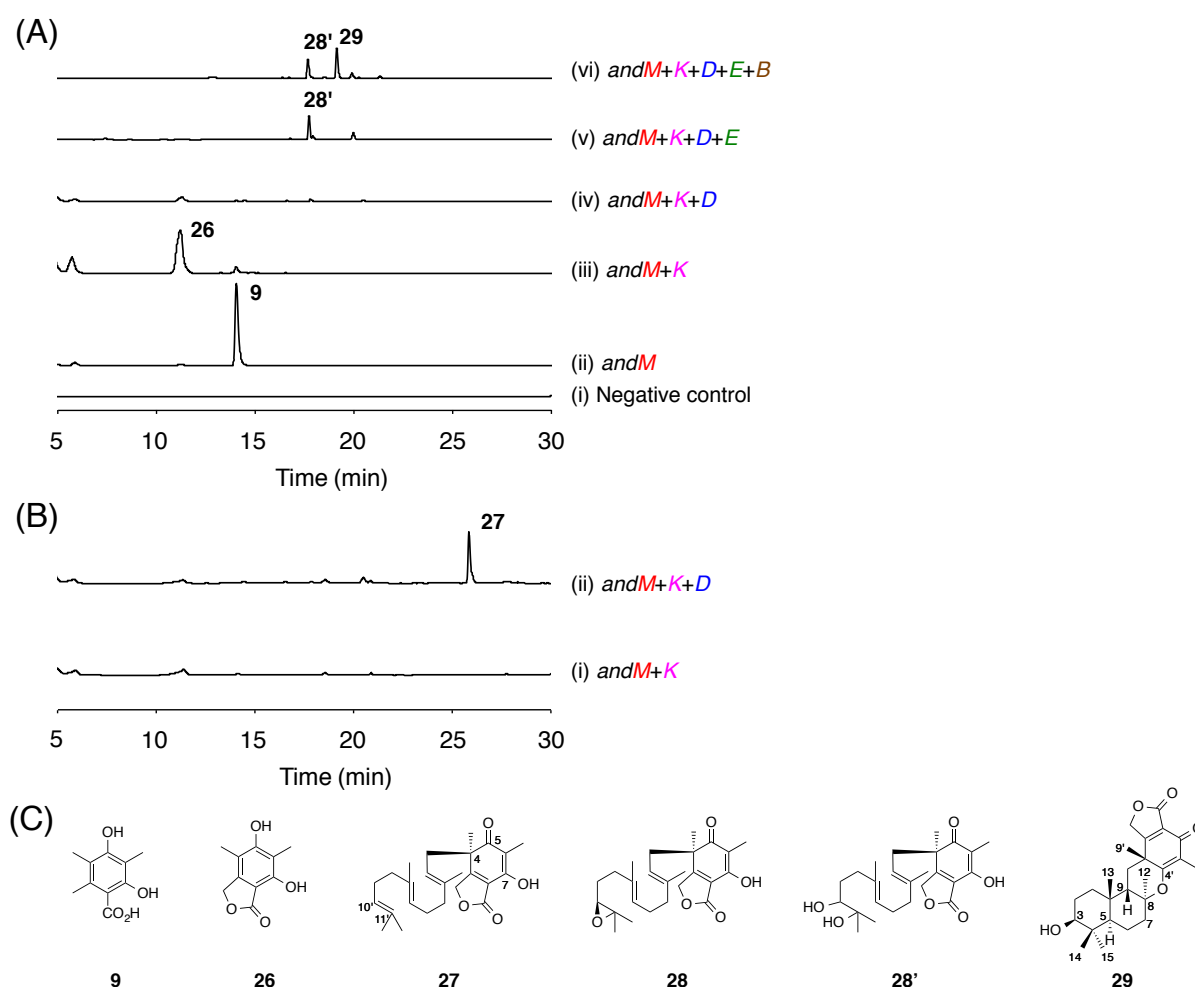 (A)
28' 29
(vi) andM+K+D+E+B
28'
(v) andM+K+D+E
(iv) andM+K+D
26
(iii) andM+K
9
(ii) andM
(i) Negative control
5 10 15 20 25 30
Time (min)
(B)
27
(ii) andM+K+D
(i) andM+K
5 10 15 20 25 30
Time (min)
(C)
OH
OH
CO2H
9
OH
OH
O
O
26
O
5
4
7
OH
O
O
10'
11'
27
O
OH
O
O
O
28
O
OH
O
O
HO
HO
28'
O
O
O
9'
12
4'
13
9
O
H
8
5
7
3
H
HO
14
15
29